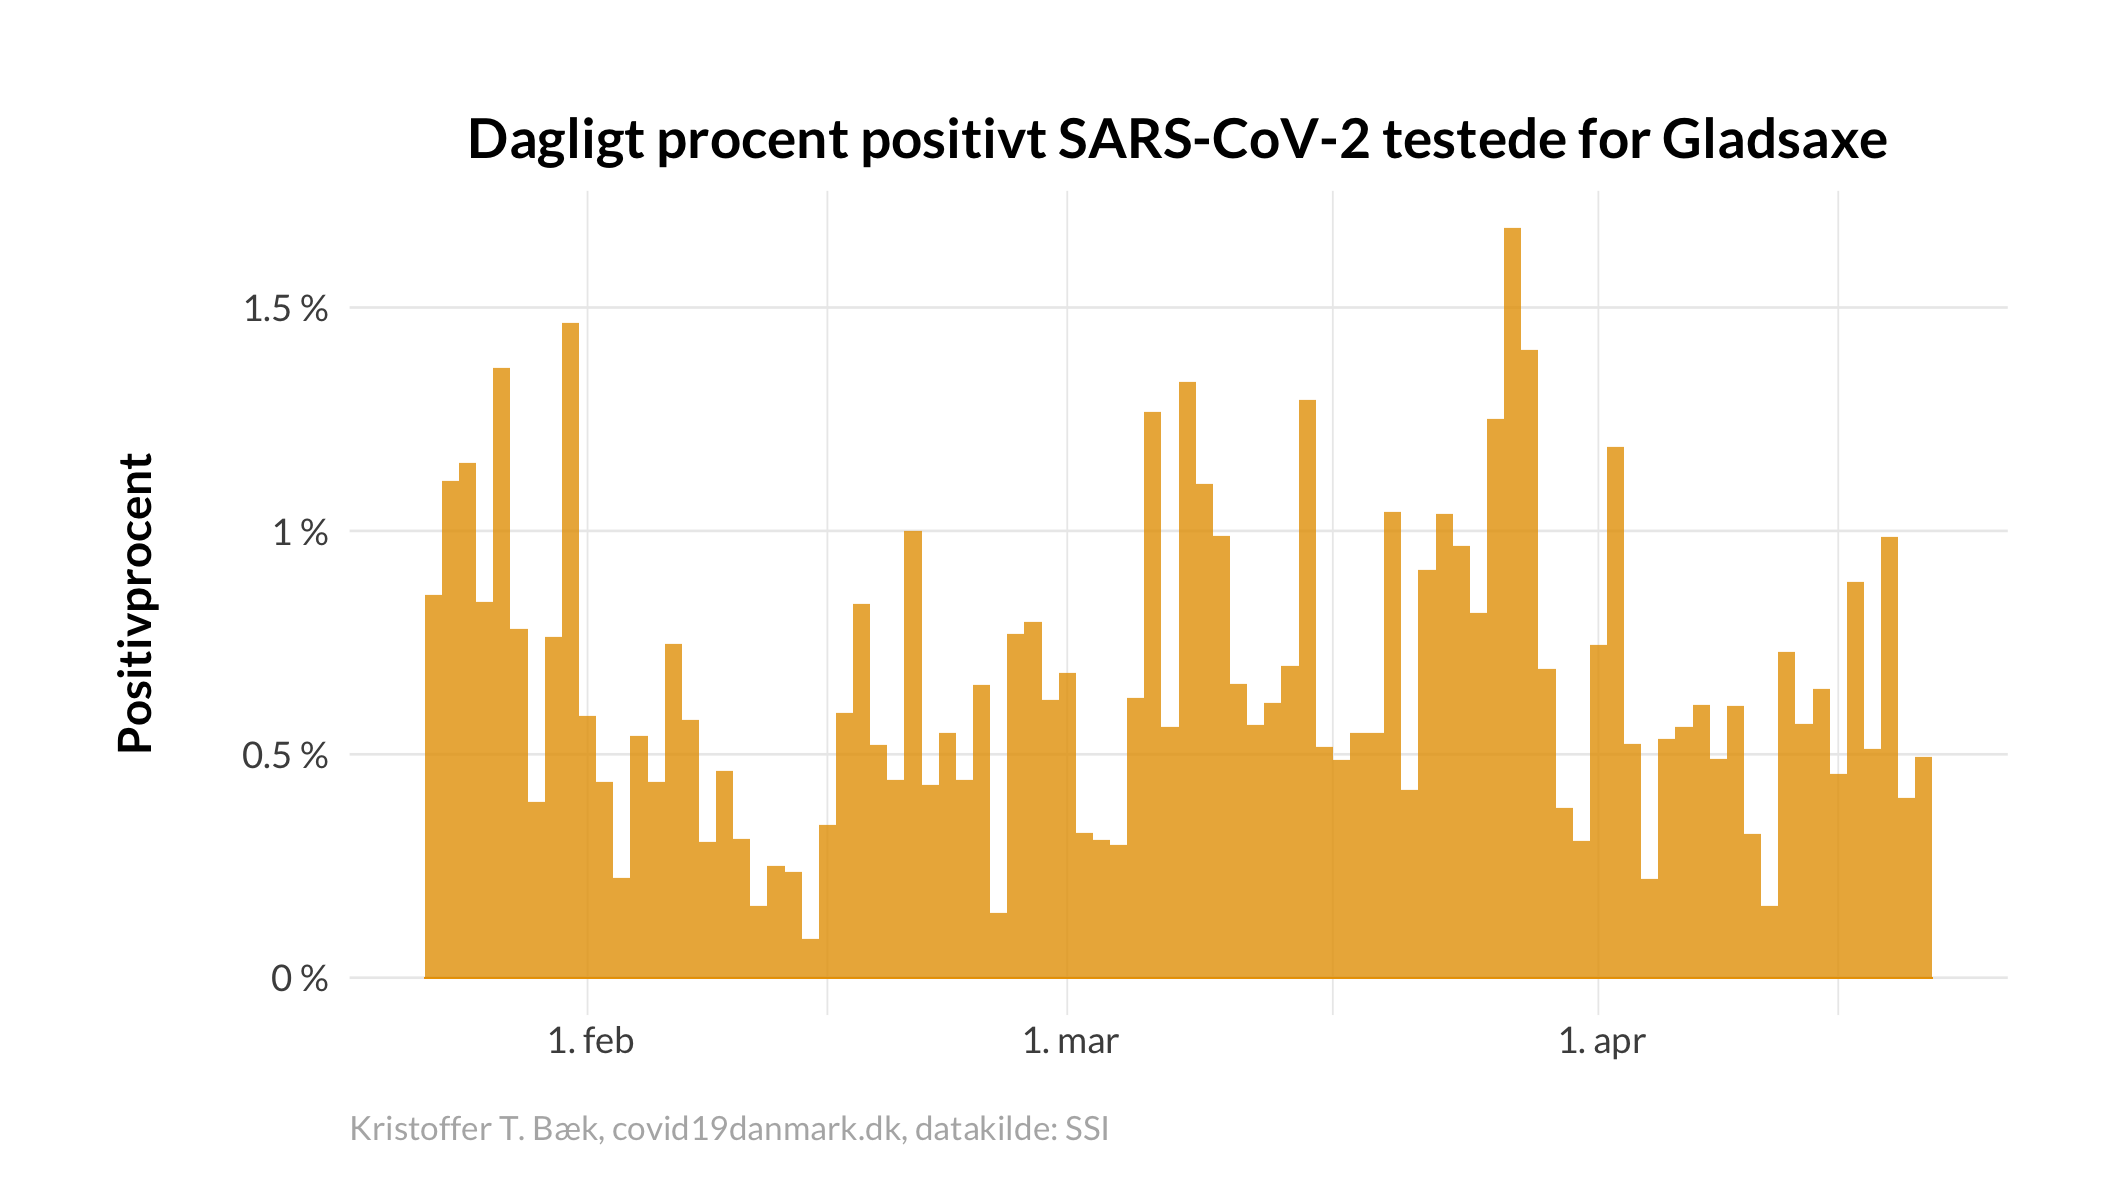 Dagligt procent positivt SARS-CoV-2 testede for Gladsaxe
Positivprocent
1.5 %
1 %
0.5 %
0 %
1. feb
1. mar
1. apr
Kristoffer T. Bæk, covid19danmark.dk, datakilde: SSI